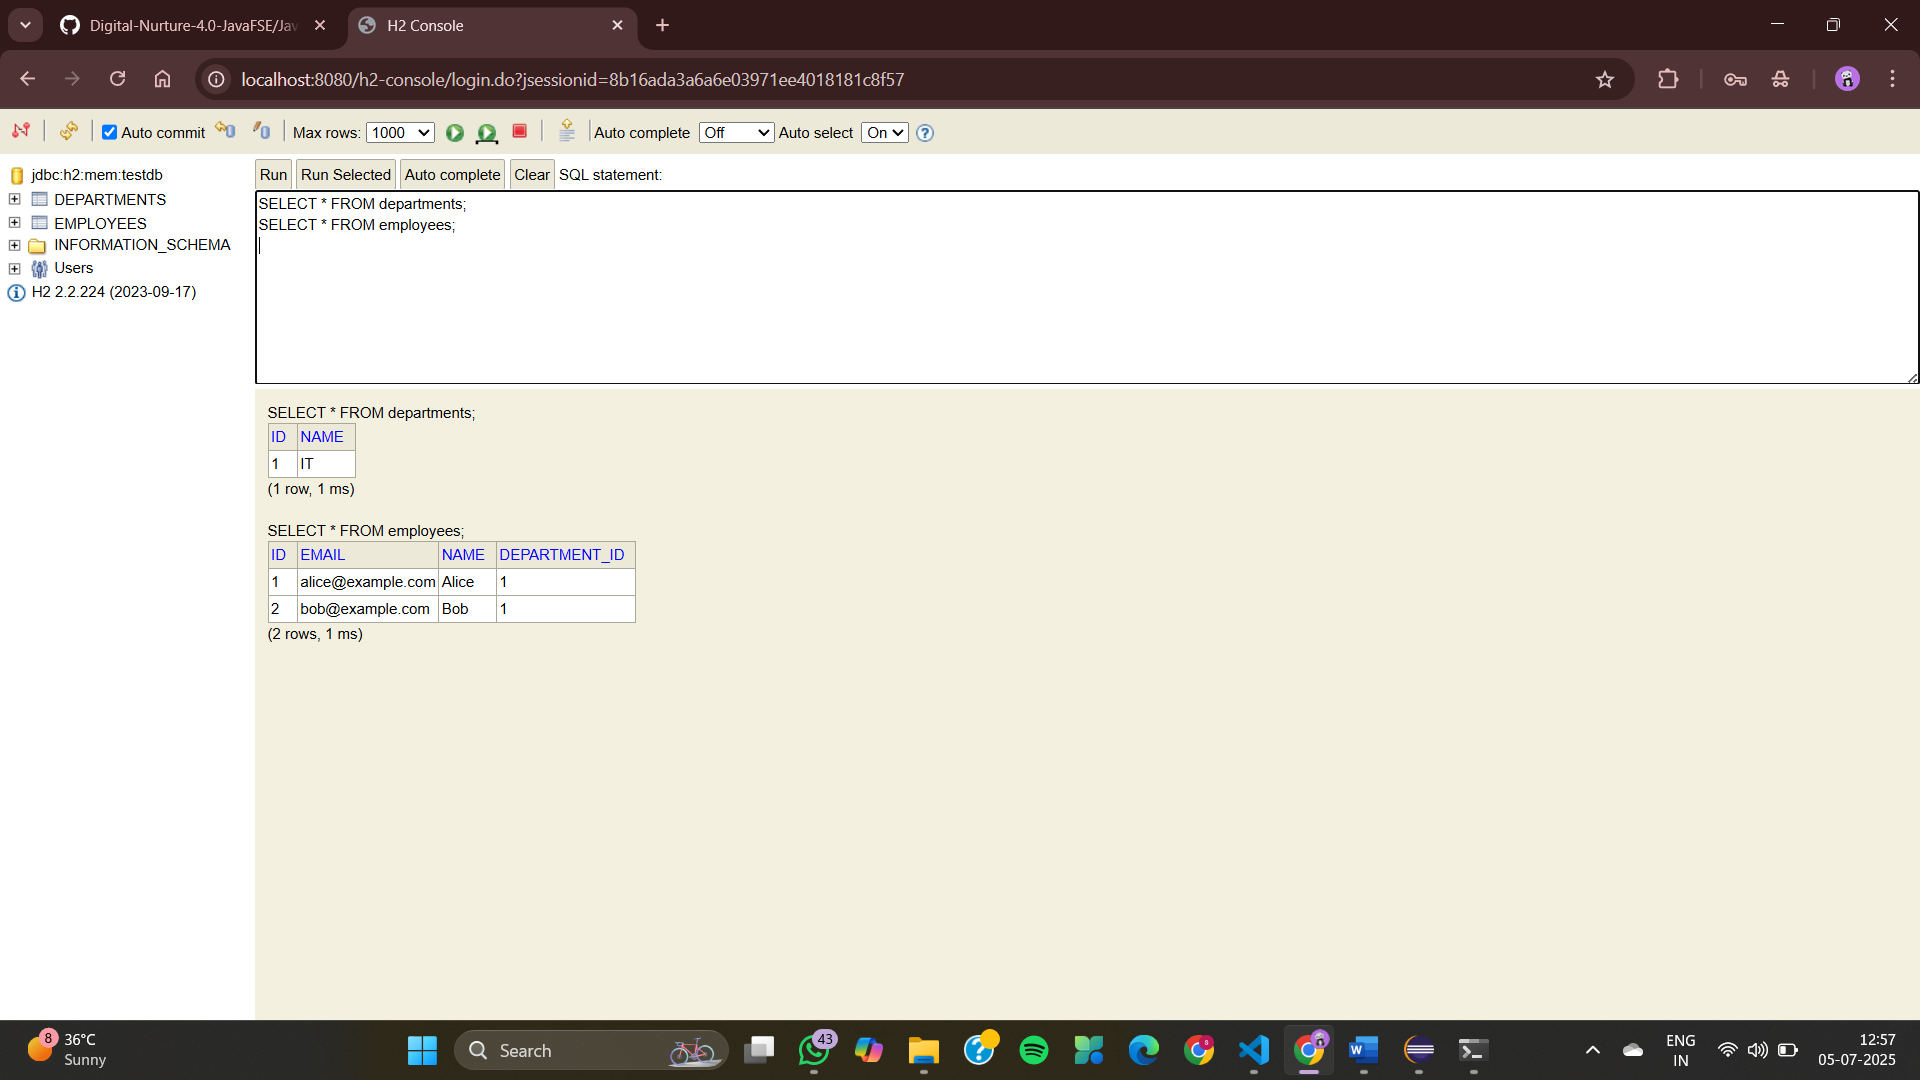 Digital-Nurture-4.0-JavaFSE/Jav
H2 Console
localhost:8080/h2-console/login.do?jsessionid=8b16ada3a6a6e03971ee4018181c8f57
Auto commit Max rows: 1000 Auto complete Off Auto select On
jdbc:h2:mem:testdb
DEPARTMENTS
EMPLOYEES
INFORMATION_SCHEMA
Users
H2 2.2.224 (2023-09-17)
Run Run Selected Auto complete Clear SQL statement:
SELECT * FROM departments;
SELECT * FROM employees;
SELECT * FROM departments;
ID NAME
1 IT
(1 row, 1 ms)
SELECT * FROM employees;
ID EMAIL NAME DEPARTMENT_ID
1 alice@example.com Alice 1
2 bob@example.com Bob 1
(2 rows, 1 ms)
8 36°C
Sunny
Search
43
8
ENG
IN
12:57
05-07-2025